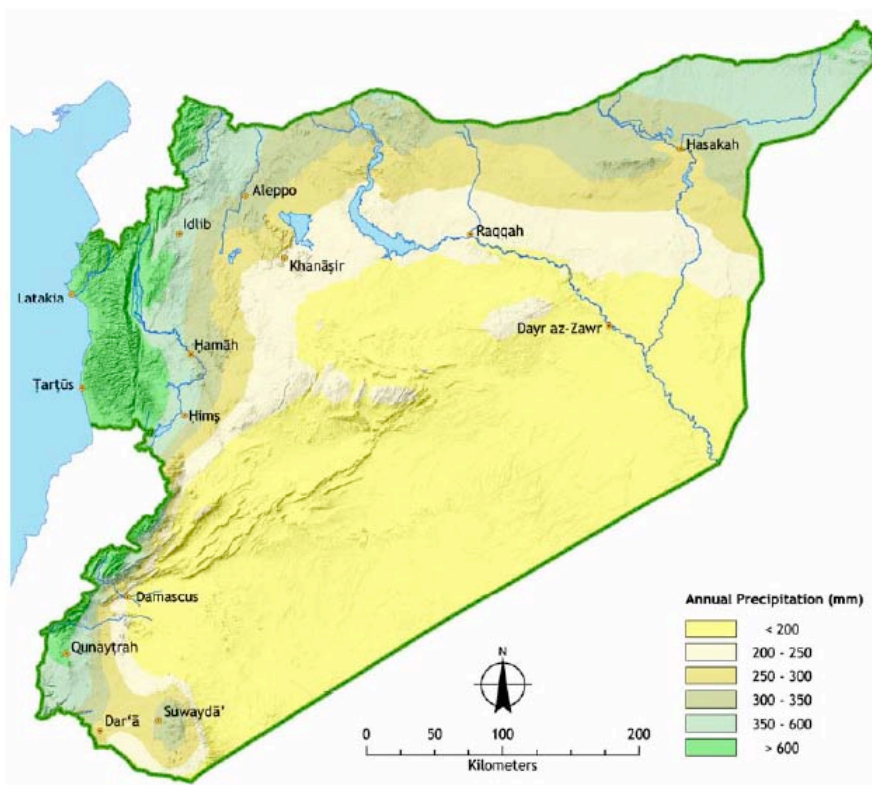 Ḥasakah
Aleppo
Idlib
Raqqah
Khanāṣir
Latakia
Dayr az-Zawr
Ḥamāh
Ṭarṭūs
Ḥimṣ
Damascus
Annual Precipitation (mm)
< 200
200 - 250
250 - 300
300 - 350
350 - 600
> 600
Qunayṭrah
N
Suwaydā’
Dar‘ā
0 50 100 200
Kilometers